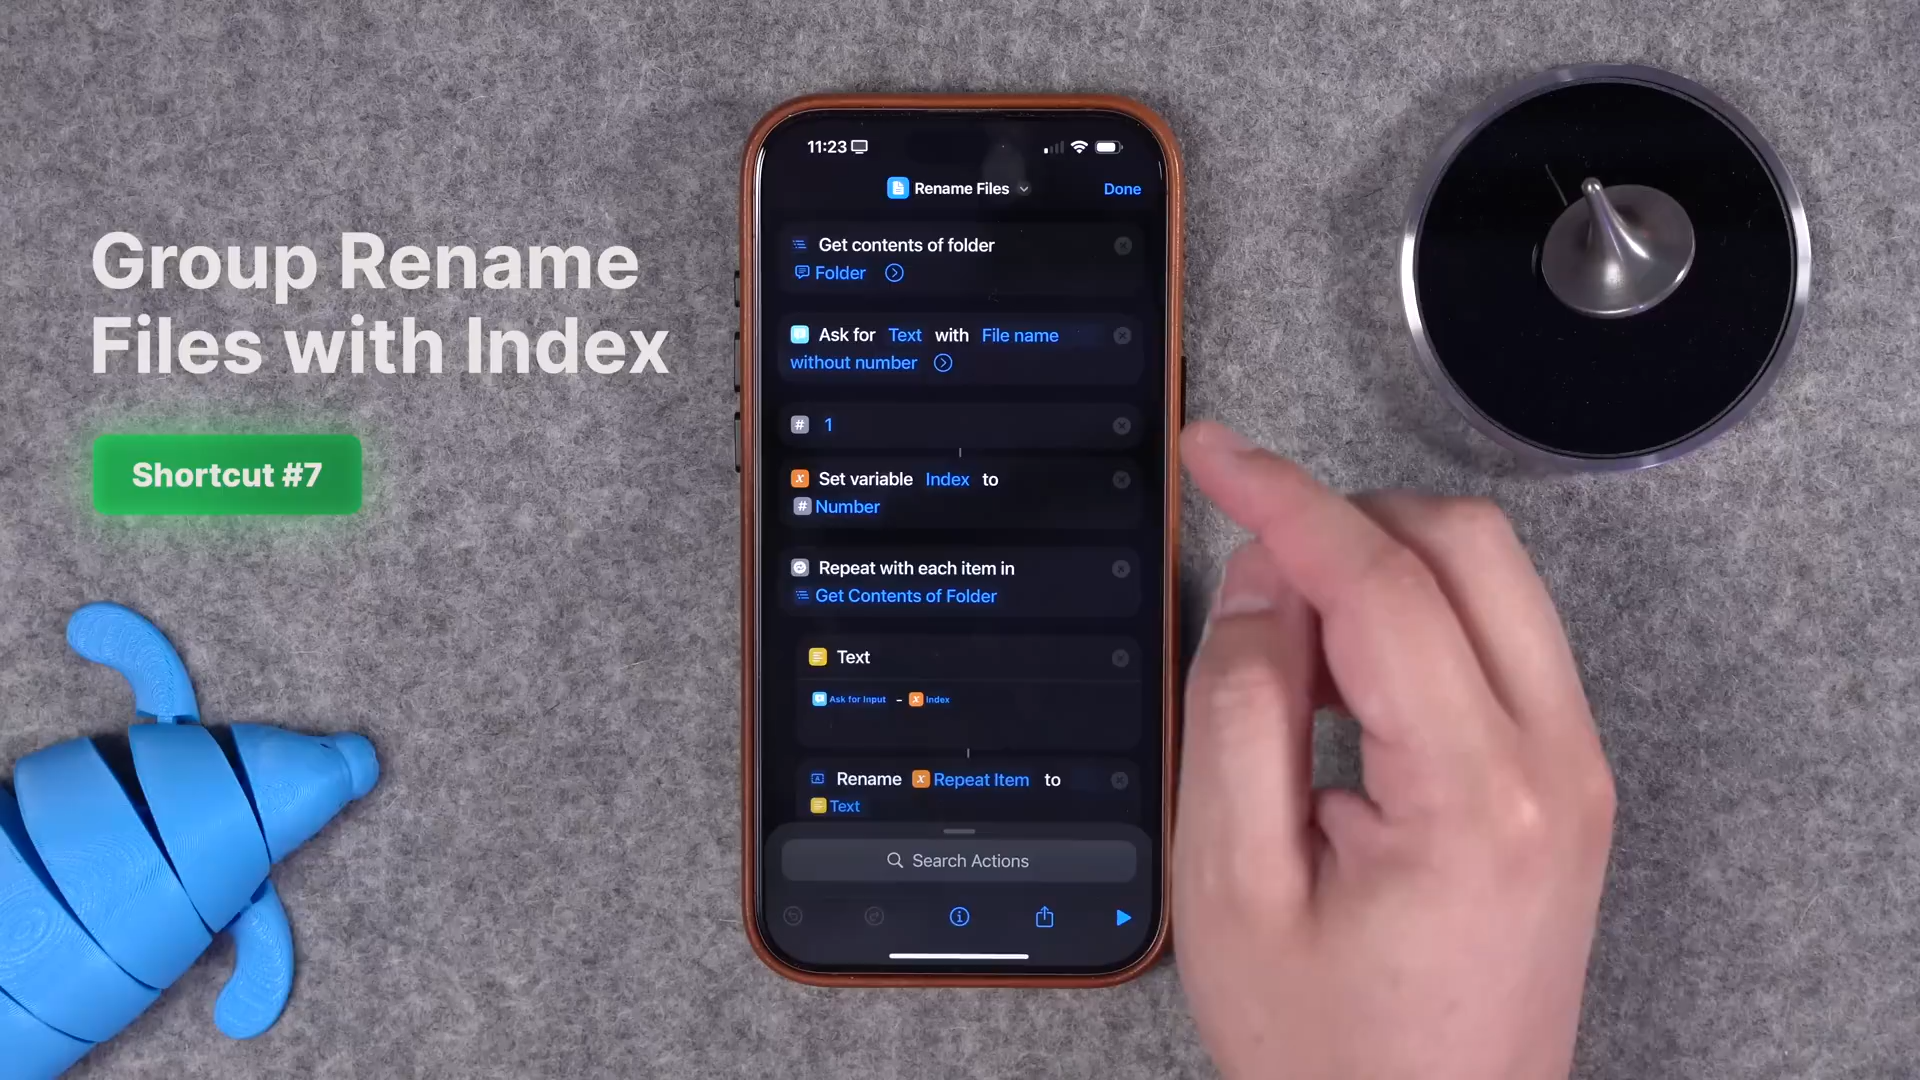 Group Rename
Files with Index
Shortcut #7
11:23
Rename Files
Done
Get contents of folder
Folder
Ask for Text with File name
without number
# 1
x Set variable Index to
# Number
Repeat with each item in
Get Contents of Folder
Text
Ask for Input - x Index
A Rename x Repeat Item to
Text
Search Actions